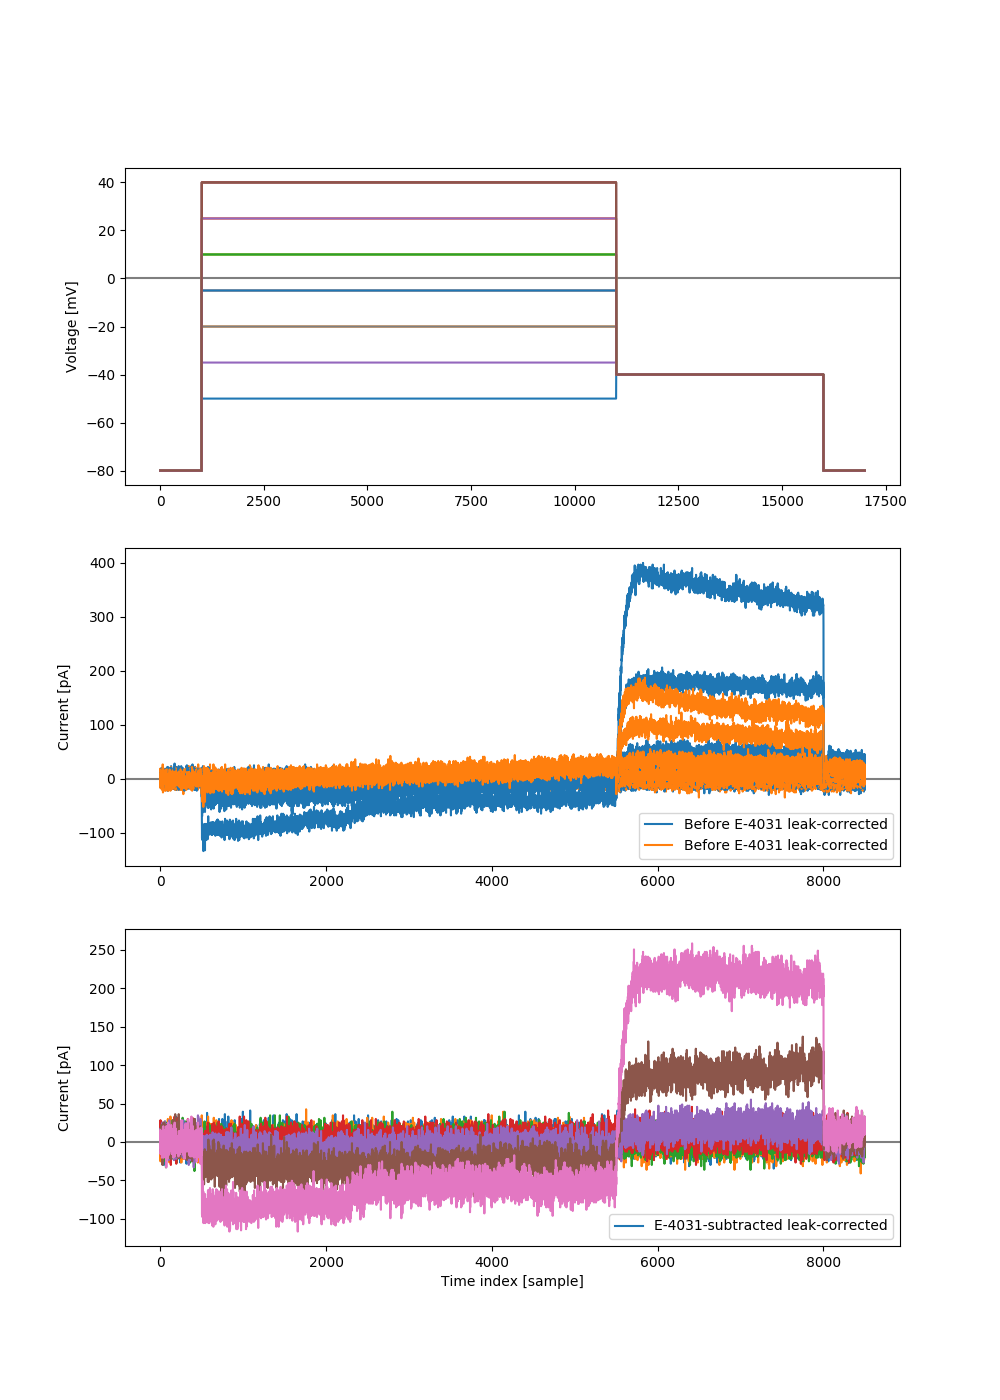 40
20
0
−20
−40
−60
−80
Voltage [mV]
0 2500 5000 7500 10000 12500 15000 17500
400
300
200
100
0
−100
Current [pA]
Before E-4031 leak-corrected
Before E-4031 leak-corrected
0 2000 4000 6000 8000
250
200
150
100
50
0
−50
−100
Current [pA]
E-4031-subtracted leak-corrected
0 2000 4000 6000 8000
Time index [sample]